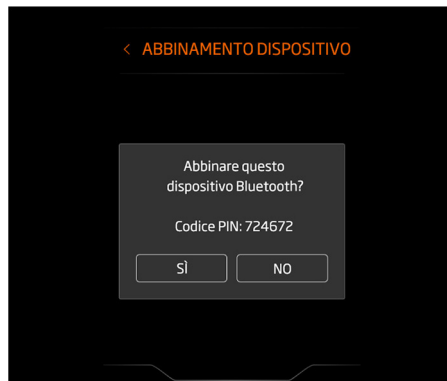 < ABBINAMENTO DISPOSITIVO
Abbinare questo
dispositivo Bluetooth?
Codice PIN: 724672
SÌ
NO